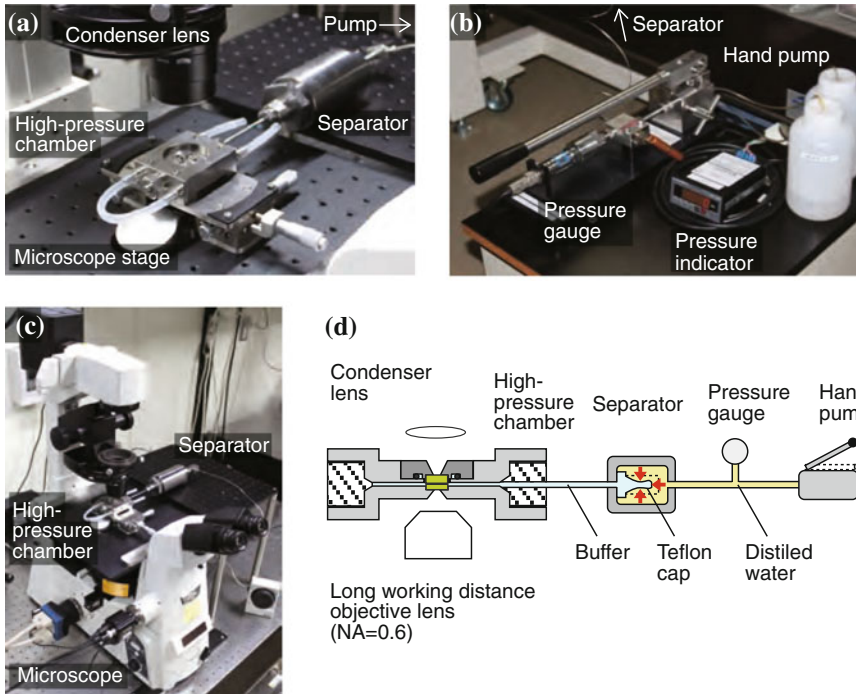 (a)
Condenser lens
Pump
High-pressure
chamber
Separator
Microscope stage
(b)
Separator
Hand pump
Pressure
gauge
Pressure
indicator
(c)
Separator
High-
pressure
chamber
Microscope
(d)
Condenser
lens
High-
pressure
chamber
Separator
Pressure
gauge
Han
pum
Buffer
Teflon
cap
Distiled
water
Long working distance
objective lens
(NA=0.6)